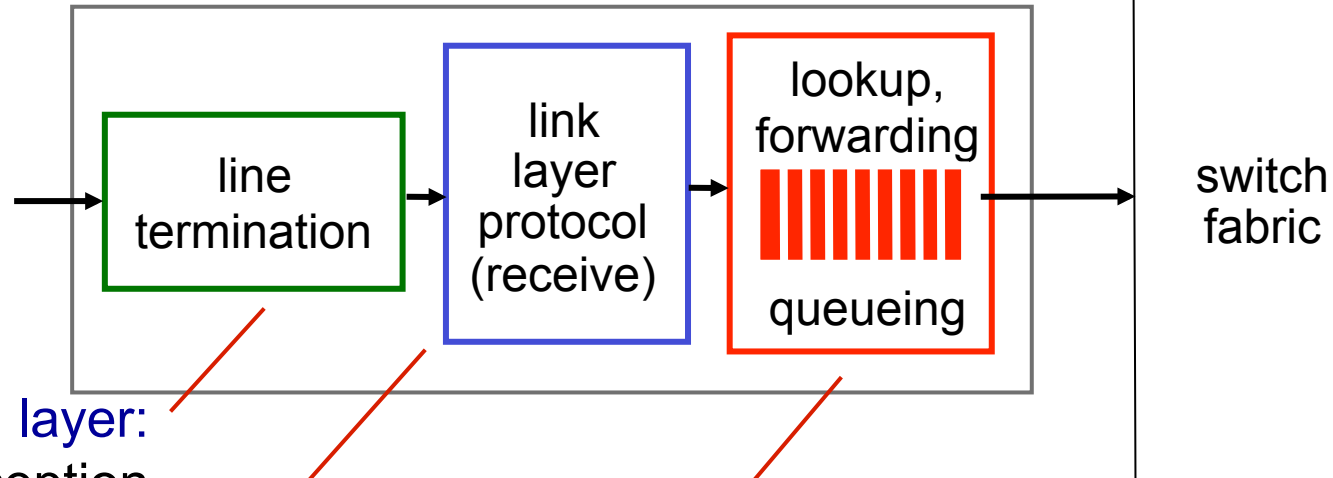 line
termination
link
layer
protocol
(receive)
lookup,
forwarding
queueing
switch
fabric
layer: